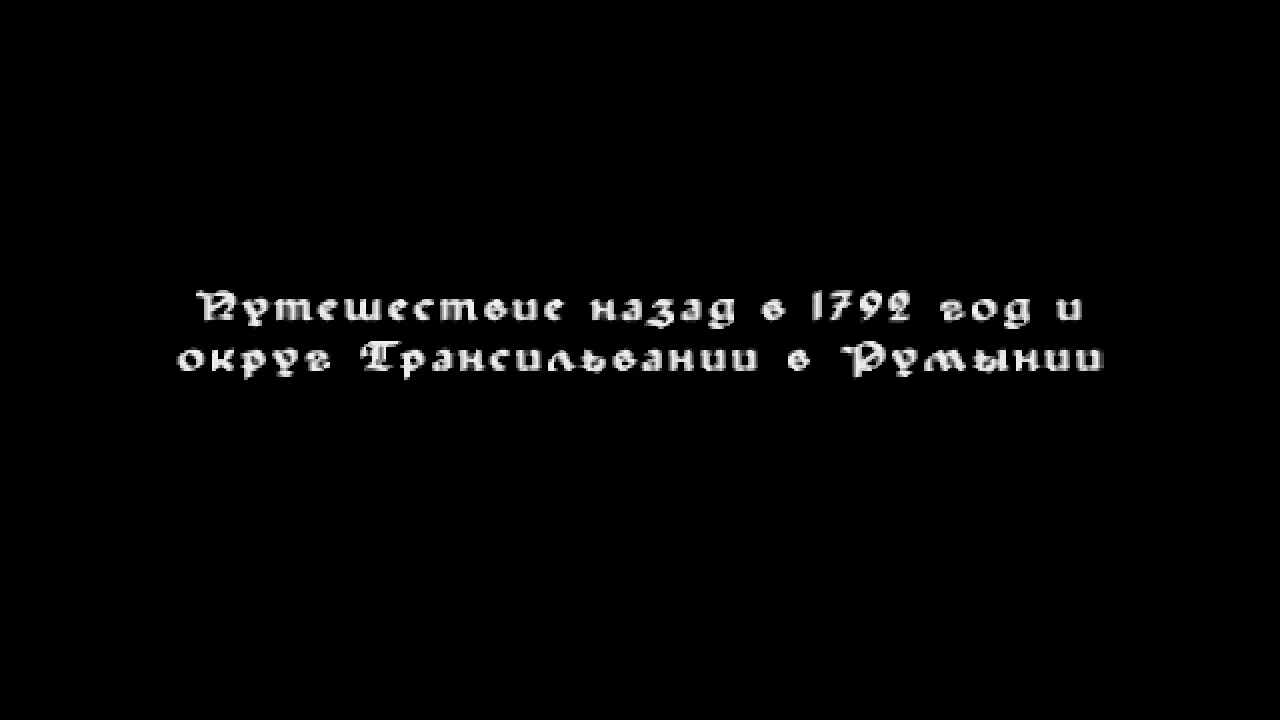 Путешествие назад в 1792 год и
округ Трансильвании в Румынии